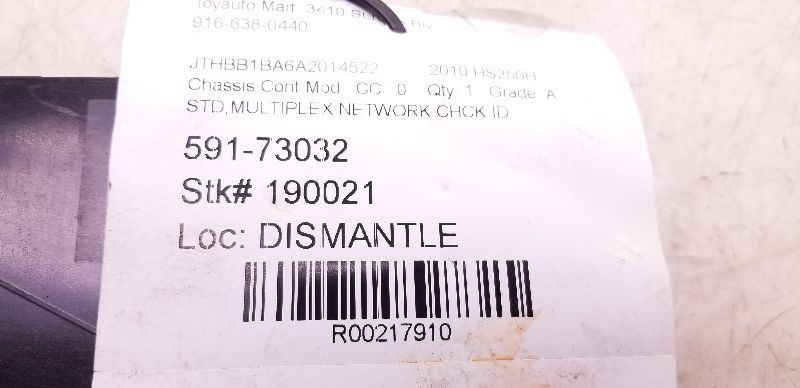 Toyauto Mart 3410
916-638-0440
JTHBB1BA6A2014522 2010 HS250H
Chassis Cont Mod CC 0 Qty 1 Grade A
STD,MULTIPLEX NETWORK CHCK ID
591-73032
Stk# 190021
Loc: DISMANTLE
R00217910